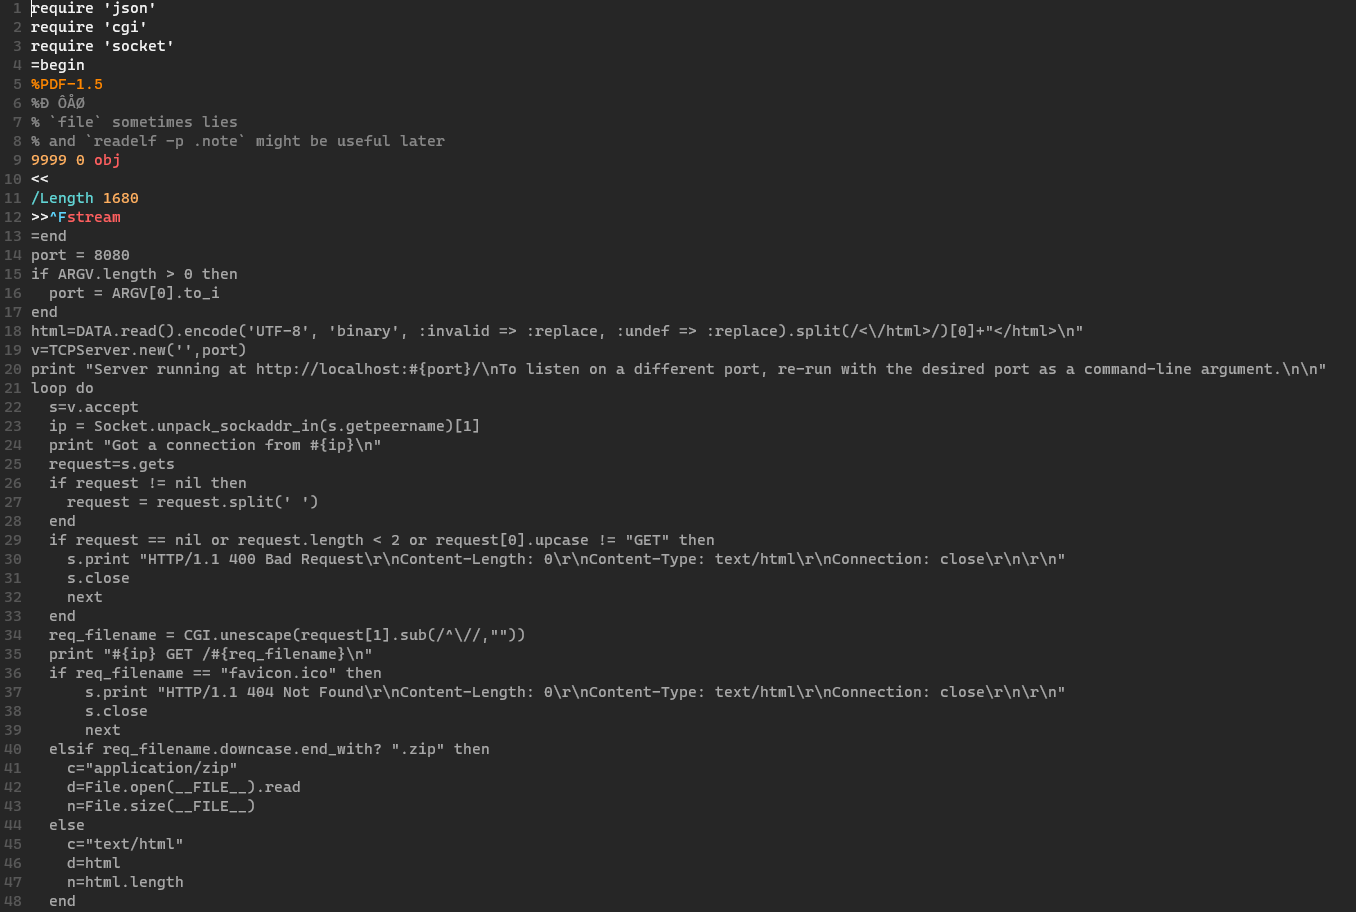 1 require 'json'
2 require 'cgi'
3 require 'socket'
4 =begin
5 %PDF-1.5
6 %Ð ÔÅØ
7 % `file` sometimes lies
8 % and `readelf -p .note` might be useful later
9 9999 0 obj
10 <<
11 /Length 1680
12 >>^Fstream
13 =end
14 port = 8080
15 if ARGV.length > 0 then
16   port = ARGV[0].to_i
17 end
18 html=DATA.read().encode('UTF-8', 'binary', :invalid => :replace, :undef => :replace).split(/<\/html>/)[0]+"</html>\n"
19 v=TCPServer.new('',port)
20 print "Server running at http://localhost:#{port}/\nTo listen on a different port, re-run with the desired port as a command-line argument.\n\n"
21 loop do
22   s=v.accept
23   ip = Socket.unpack_sockaddr_in(s.getpeername)[1]
24   print "Got a connection from #{ip}\n"
25   request=s.gets
26   if request != nil then
27     request = request.split(' ')
28   end
29   if request == nil or request.length < 2 or request[0].upcase != "GET" then
30     s.print "HTTP/1.1 400 Bad Request\r\nContent-Length: 0\r\nContent-Type: text/html\r\nConnection: close\r\n\r\n"
31     s.close
32     next
33   end
34   req_filename = CGI.unescape(request[1].sub(/^\//,""))
35   print "#{ip} GET /#{req_filename}\n"
36   if req_filename == "favicon.ico" then
37       s.print "HTTP/1.1 404 Not Found\r\nContent-Length: 0\r\nContent-Type: text/html\r\nConnection: close\r\n\r\n"
38       s.close
39       next
40   elsif req_filename.downcase.end_with? ".zip" then
41     c="application/zip"
42     d=File.open(__FILE__).read
43     n=File.size(__FILE__)
44   else
45     c="text/html"
46     d=html
47     n=html.length
48   end